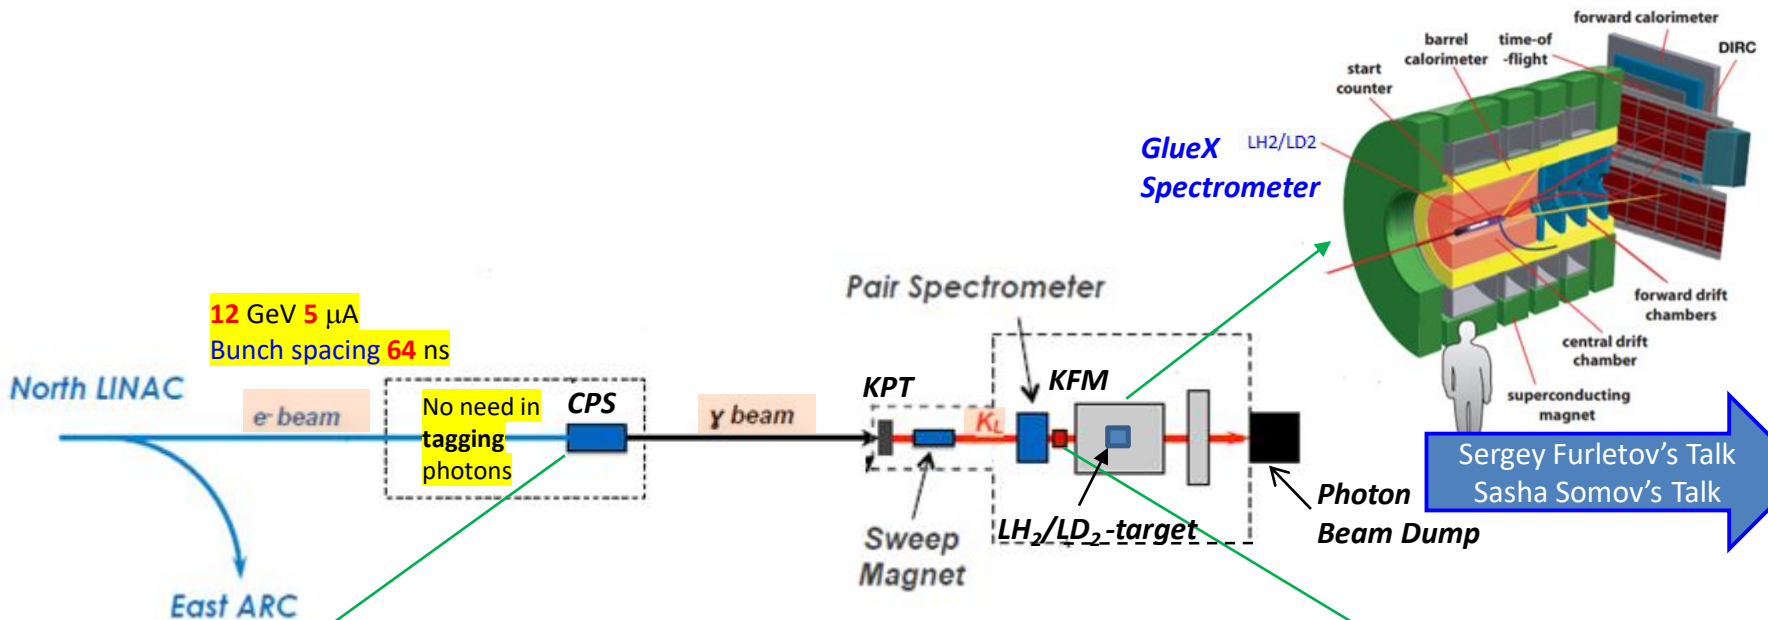 forward calorimeter
barrel
calorimeter
time-of
-flight
DIRC
start
counter
GlueX
Spectrometer
LH2/LD2
forward drift
chambers
central drift
chamber
superconducting
magnet
12 GeV 5 μA
Bunch spacing 64 ns
Pair Spectrometer
North LINAC
e- beam
No need in
tagging
photons
CPS
γ beam
KPT
KL
KFM
Sweep
Magnet
LH2/LD2-target
Photon
Beam Dump
East ARC
Sergey Furletov's Talk
Sasha Somov's Talk